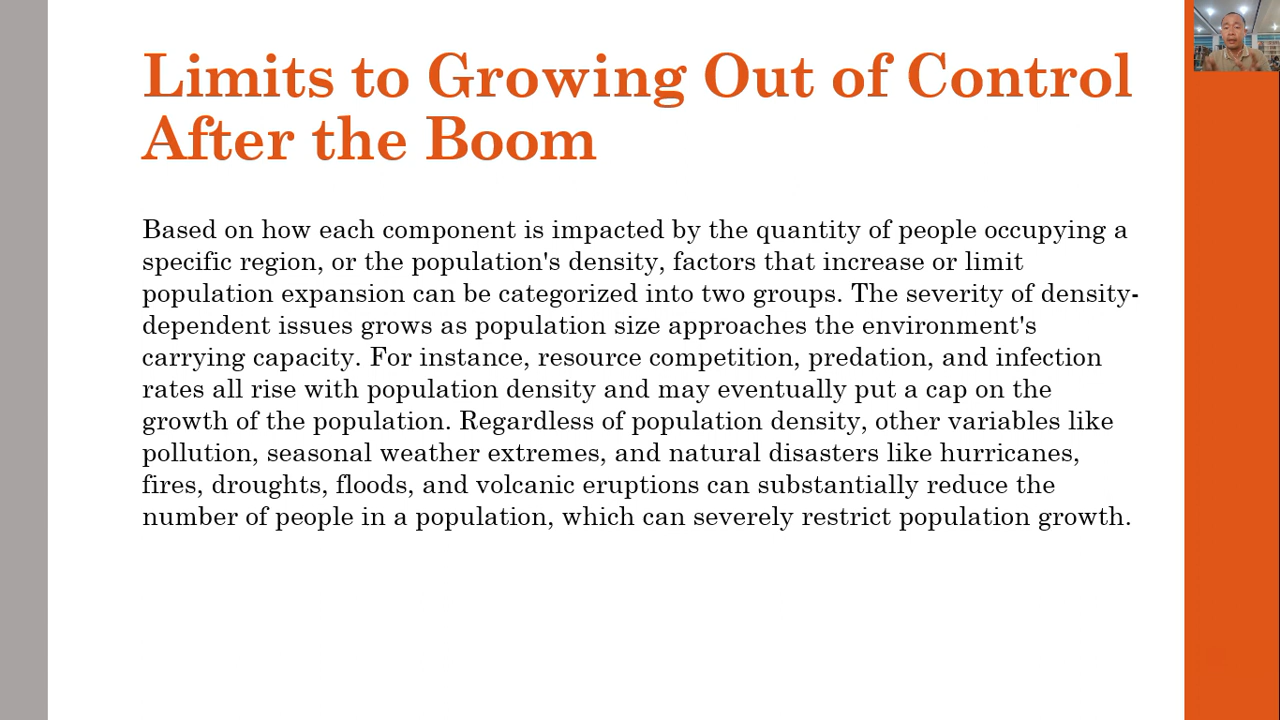 Limits to Growing Out of Control
After the Boom
Based on how each component is impacted by the quantity of people occupying a
specific region, or the population's density, factors that increase or limit
population expansion can be categorized into two groups. The severity of density-
dependent issues grows as population size approaches the environment's
carrying capacity. For instance, resource competition, predation, and infection
rates all rise with population density and may eventually put a cap on the
growth of the population. Regardless of population density, other variables like
pollution, seasonal weather extremes, and natural disasters like hurricanes,
fires, droughts, floods, and volcanic eruptions can substantially reduce the
number of people in a population, which can severely restrict population growth.